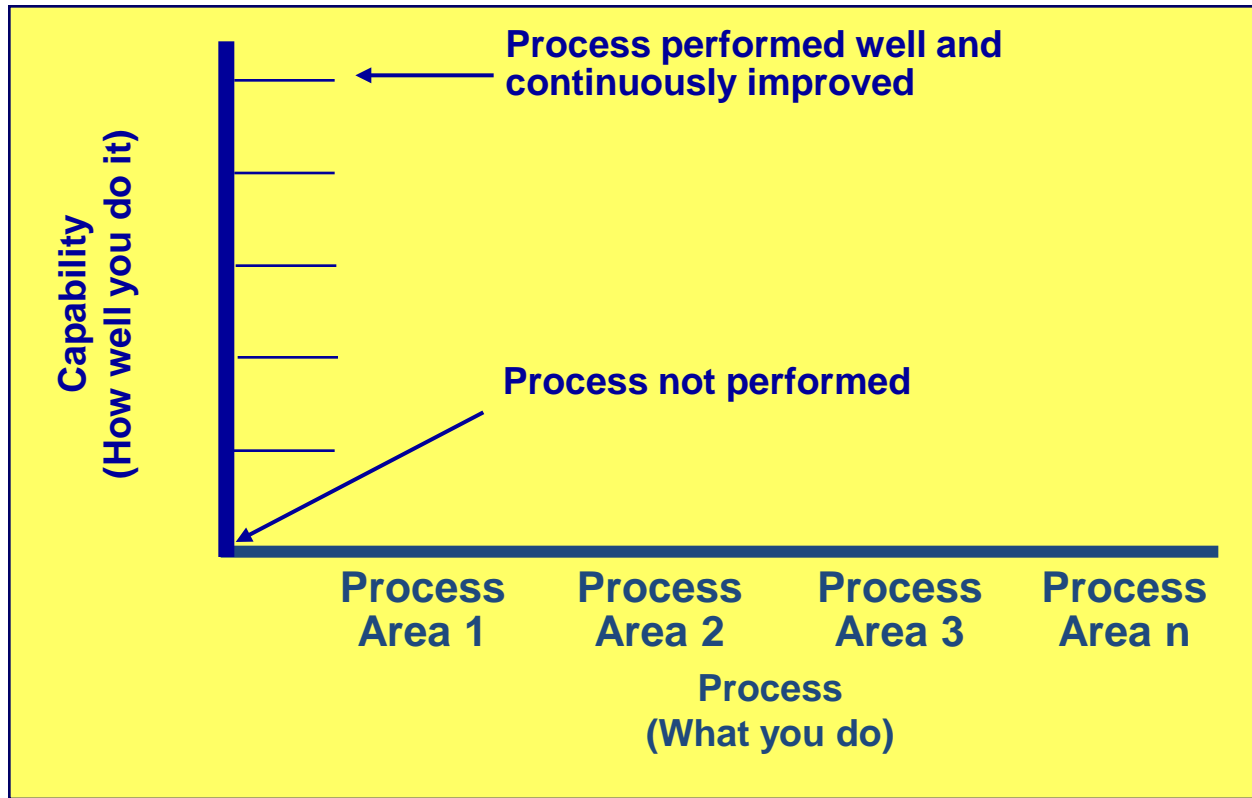 Process performed well and
continuously improved
Capability
(How well you do it)
Process not performed
Process
Area 1
Process
Area 2
Process
Area 3
Process
Area n
Process
(What you do)